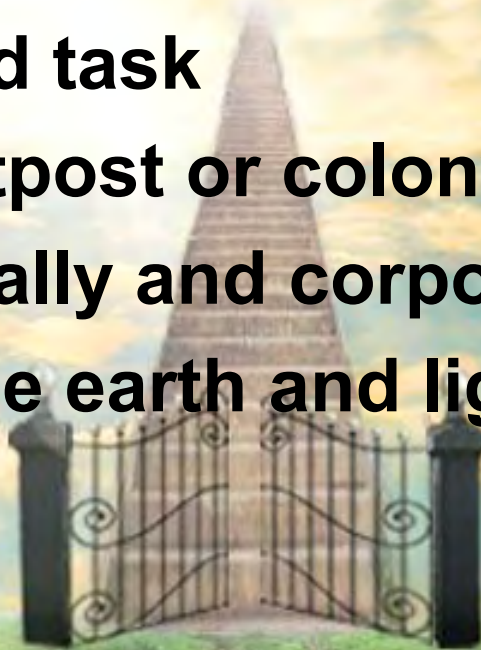 d task
tpost or colon
ally and corpo
e earth and lig